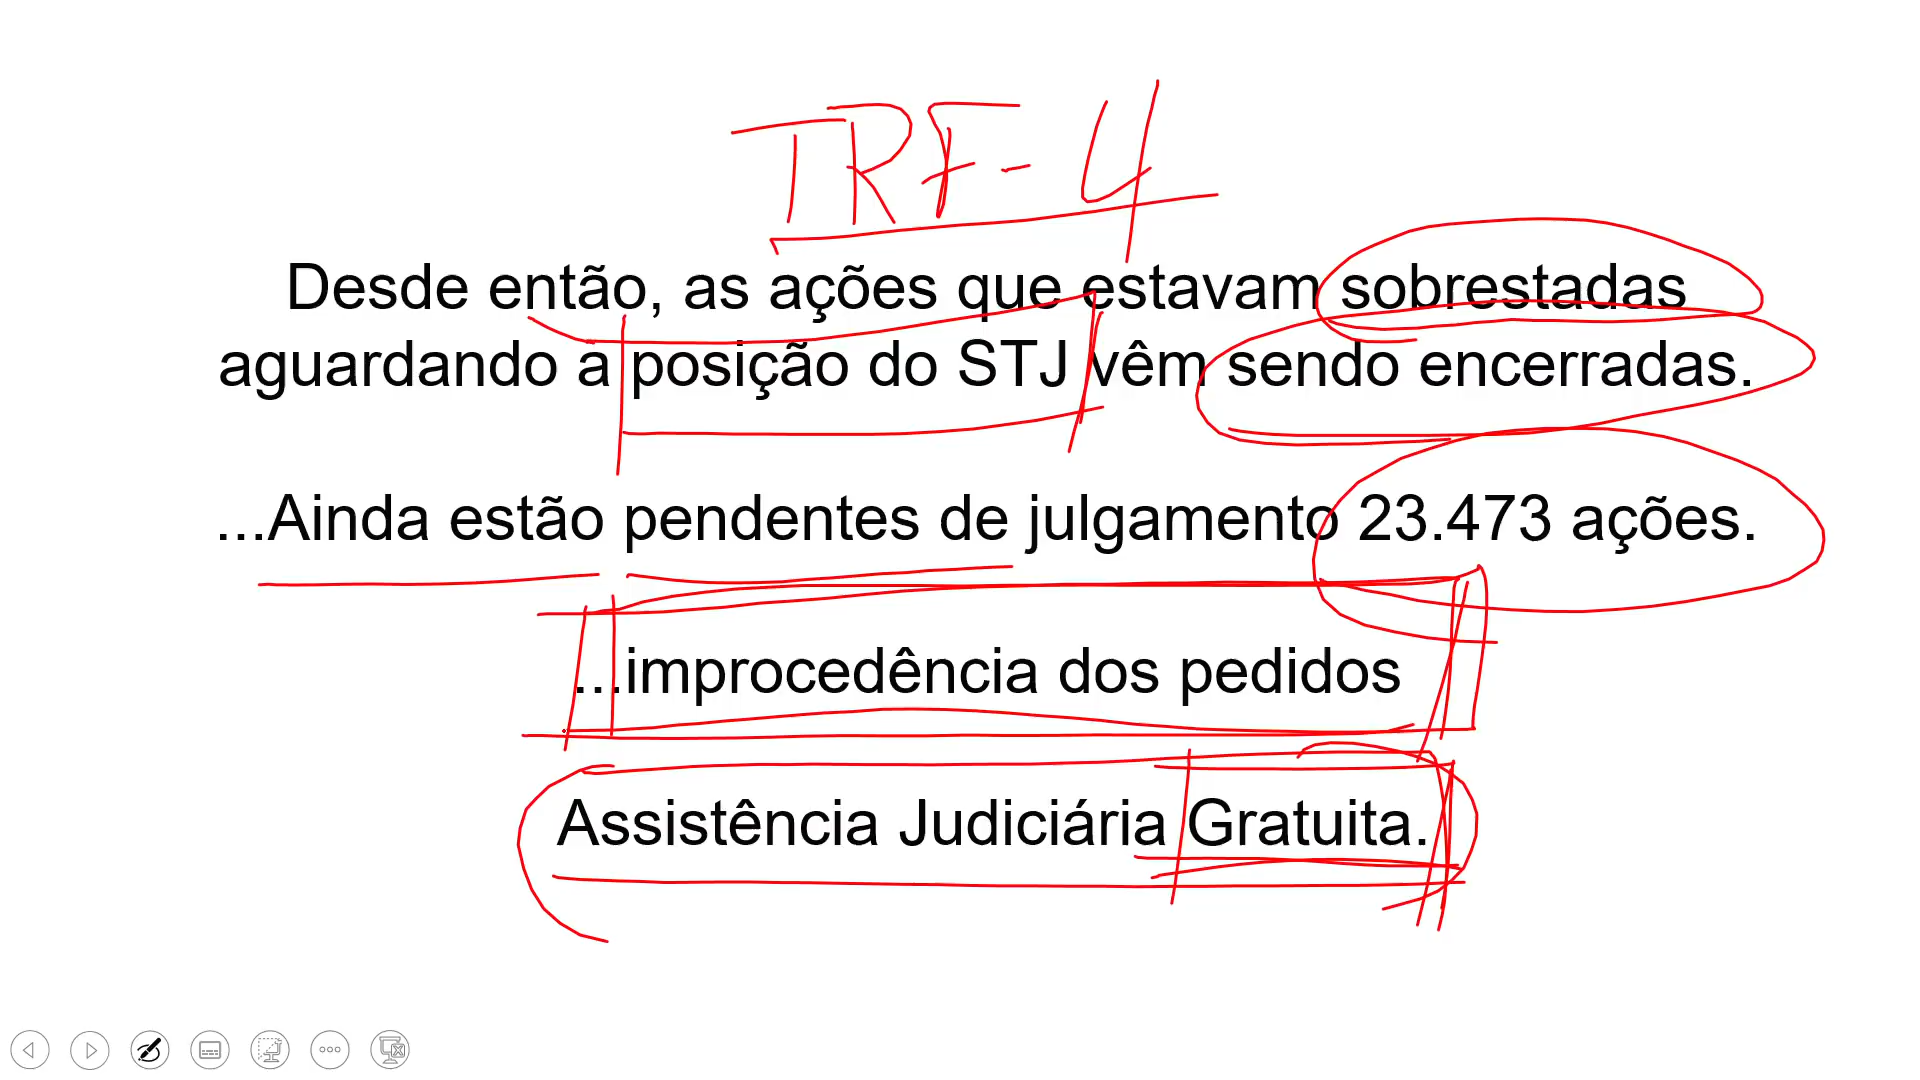 TRF-4
Desde então, as ações que estavam sobrestadas
aguardando a posição do STJ vêm sendo encerradas.
...Ainda estão pendentes de julgamento 23.473 ações.
...improcedência dos pedidos
Assistência Judiciária Gratuita.